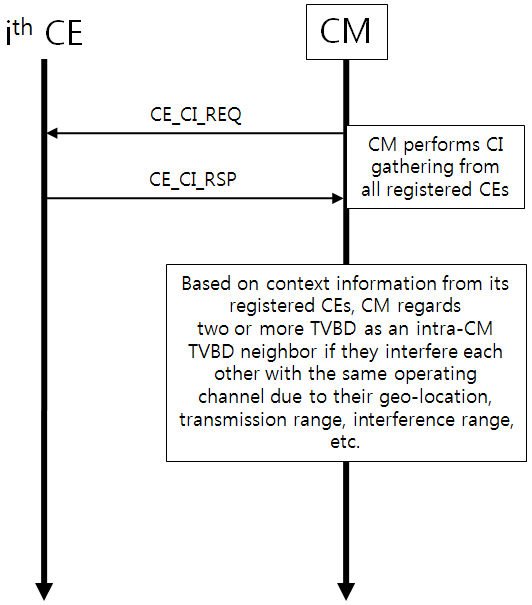 ith CE
CM
CE_CI_REQ
CM performs CI
gathering from
all registered CEs
CE_CI_RSP
Based on context information from its
registered CEs, CM regards
two or more TVBD as an intra-CM
TVBD neighbor if they interfere each
other with the same operating
channel due to their geo-location,
transmission range, interference range,
etc.